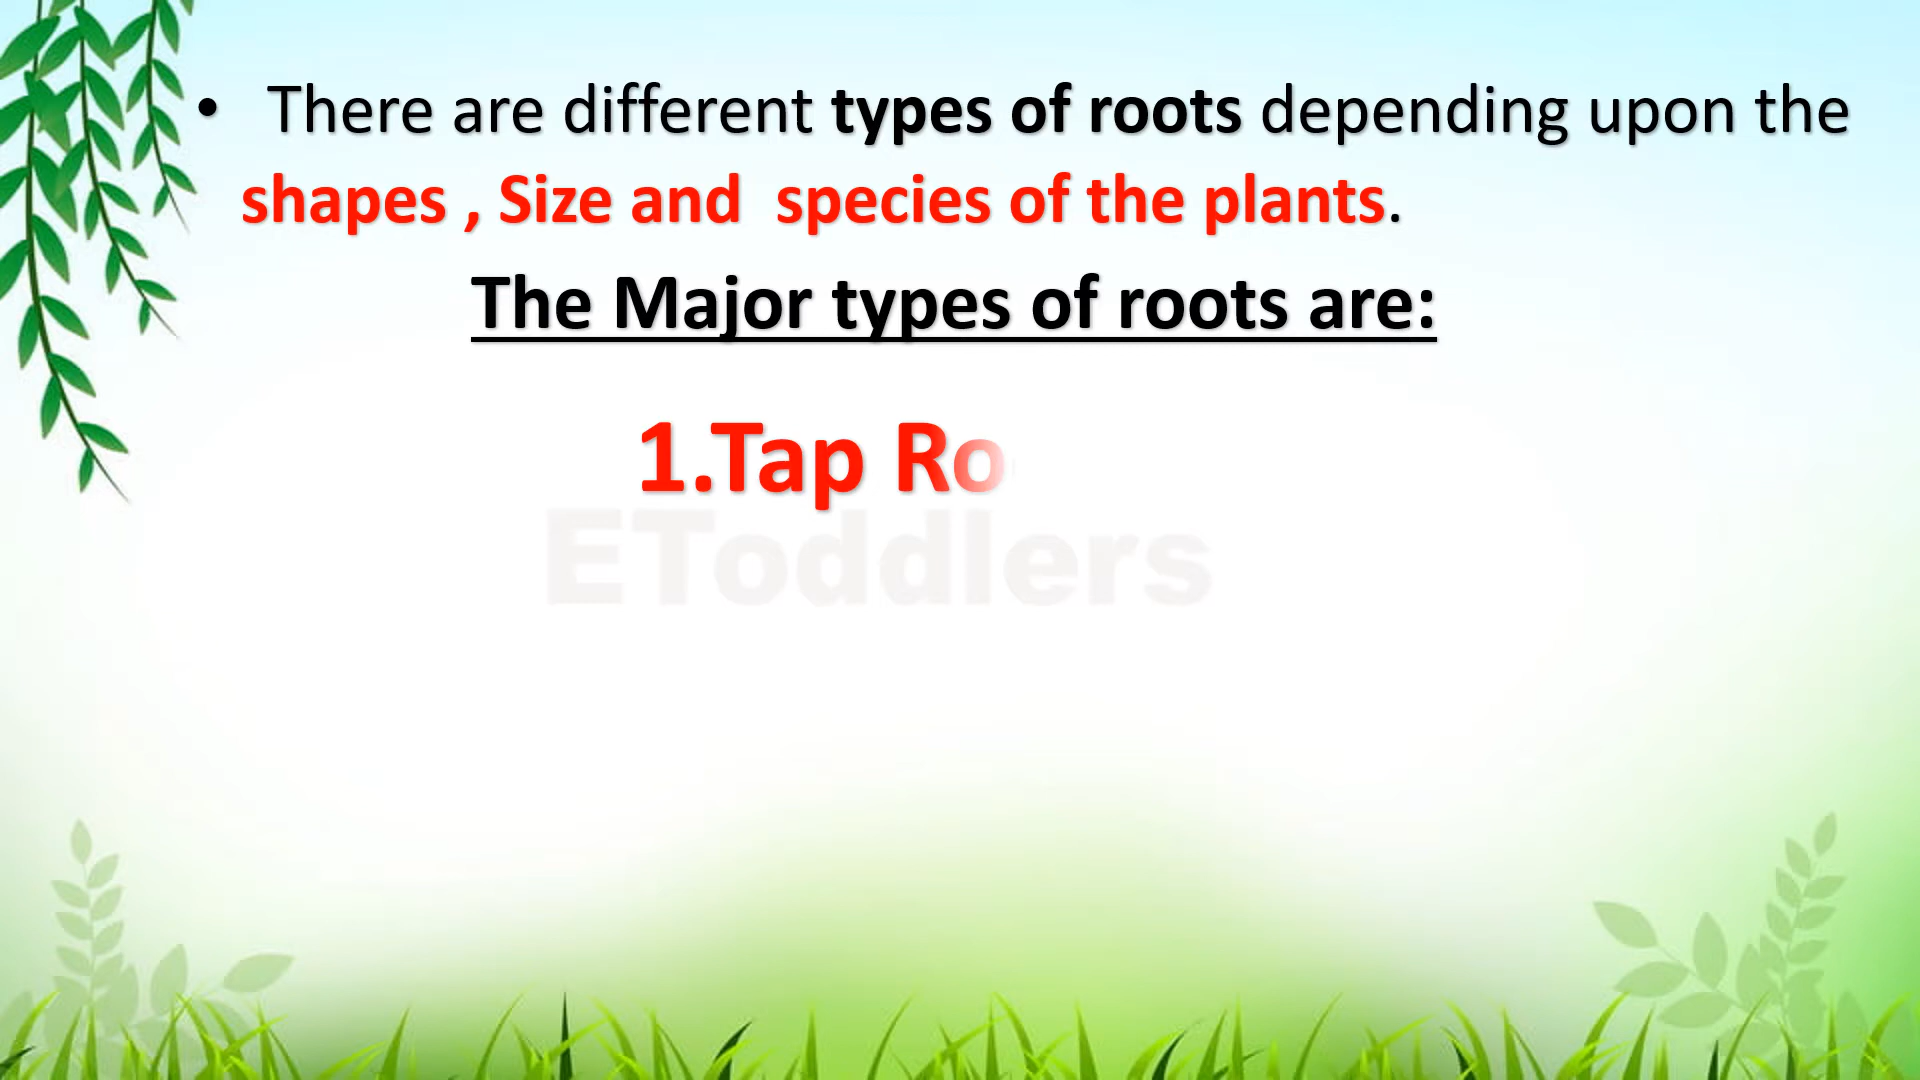 • There are different types of roots depending upon the
shapes , Size and species of the plants.
The Major types of roots are:
1.Tap Ro
EToddlers